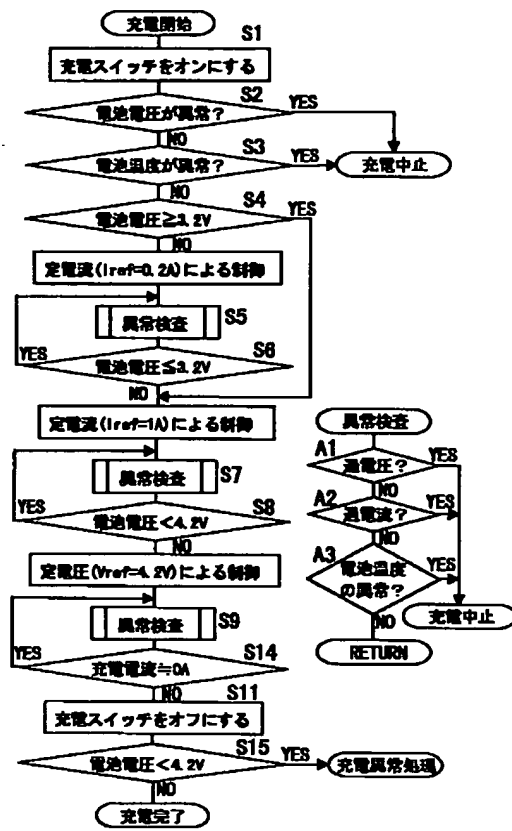 充電開始
S1
充電スイッチをオンにする
S2
電池電圧が異常?
YES
NO
S3
電池温度が異常?
YES
充電中止
NO
S4
電池電圧≧3.2V
YES
NO
定電流(Iref=0.2A)による制御
異常検査
S5
S6
YES
電池電圧≦3.2V
NO
定電流(Iref=1A)による制御
異常検査
S7
S8
YES
電池電圧<4.2V
NO
定電圧(Vref=4.2V)による制御
異常検査
S9
S14
YES
充電電流≒0A
NO
S11
充電スイッチをオフにする
S15
電池電圧<4.2V
YES
充電異常処理
NO
充電完了
異常検査
A1
過電圧?
YES
NO
A2
過電流?
YES
NO
A3
電池温度
の異常?
YES
充電中止
NO
RETURN